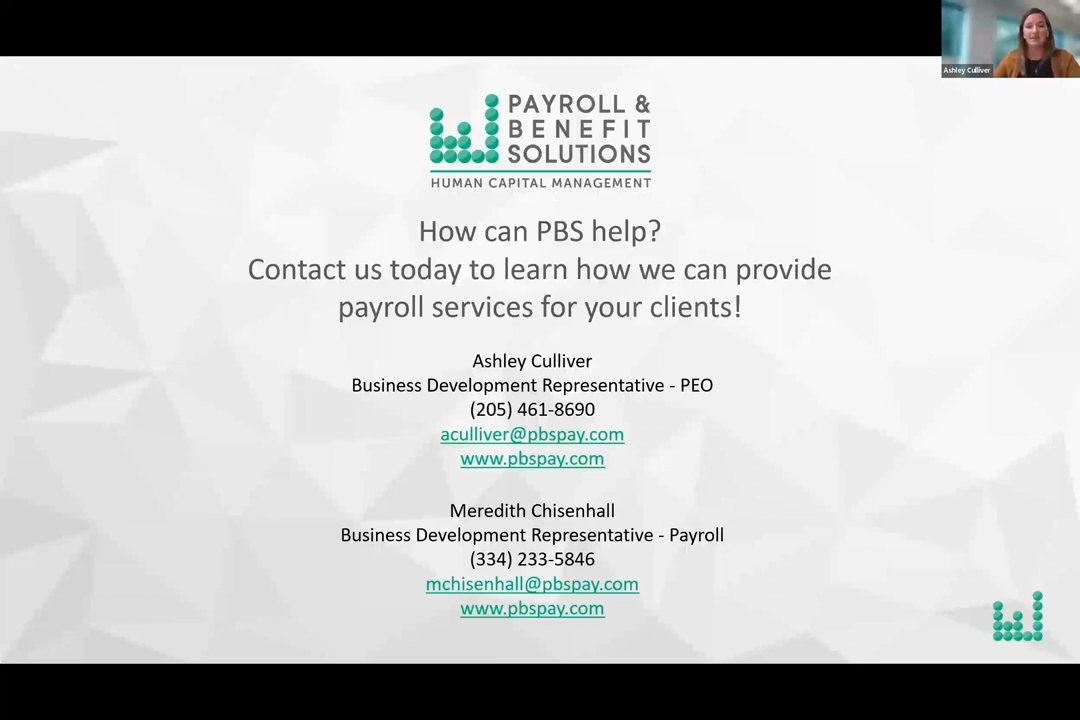 Ashley Culliver
PAYROLL &
BENEFIT
SOLUTIONS
HUMAN CAPITAL MANAGEMENT
How can PBS help?
Contact us today to learn how we can provide
payroll services for your clients!
Ashley Culliver
Business Development Representative - PEO
(205) 461-8690
aculliver@pbspay.com
www.pbspay.com
Meredith Chisenhall
Business Development Representative - Payroll
(334) 233-5846
mchisenhall@pbspay.com
www.pbspay.com